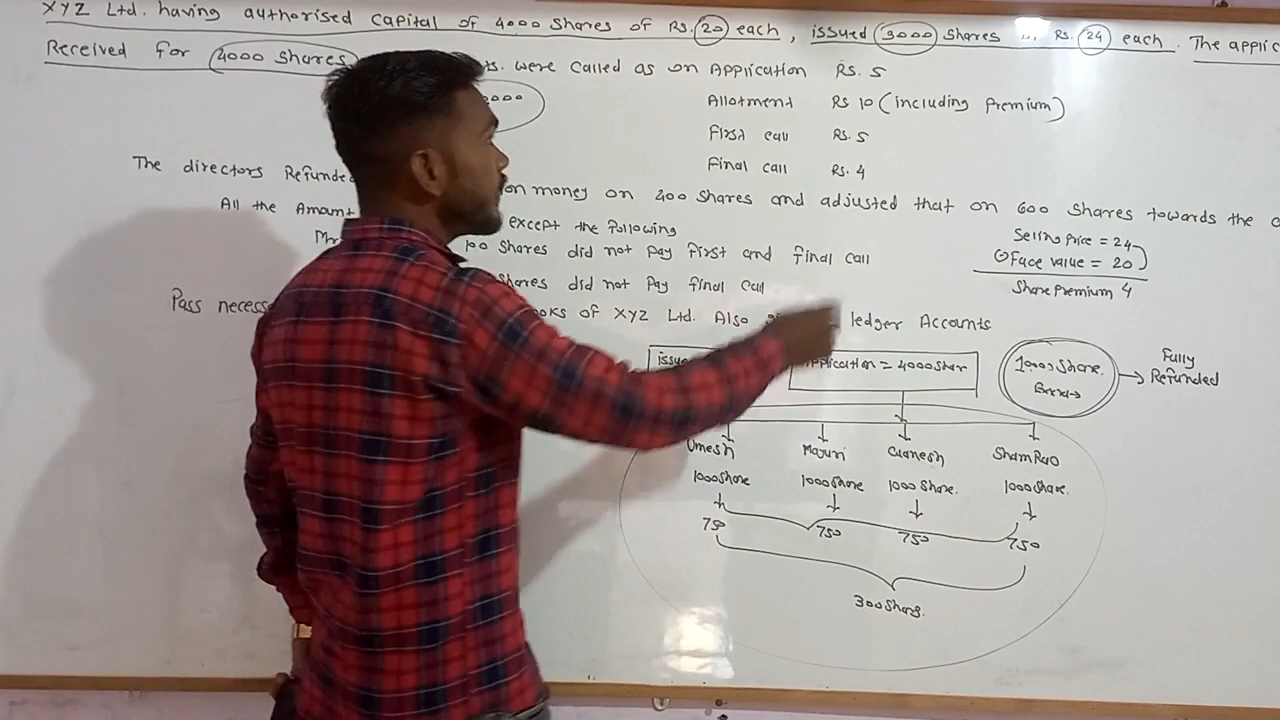 XYZ Ltd. having authorised capital of 4000 shares of Rs. 20 each, issued 3000 shares Rs. 24 each. The applic
Received for 4000 shares were called as on Application Rs. 5
Allotment Rs 10 (including Premium)
First call Rs. 5
Final call Rs. 4
The directors Refunde on money on 400 shares and adjusted that on 600 shares towards the
All the Amount except the following
100 shares did not pay first and final call
shares did not pay final call
Pass necess ooks of XYZ Ltd. Also ledger Accounts
Selling Price = 24
Face value = 20
Share Premium 4
issue Application = 4000 Shar
1000 Share. Extra
Fully
Refunded
Umesh Mayuri Ganesh ShamRao
1000 Share 1000 Share 1000 Share. 1000 Share.
750 750 750 750
300 Shares.